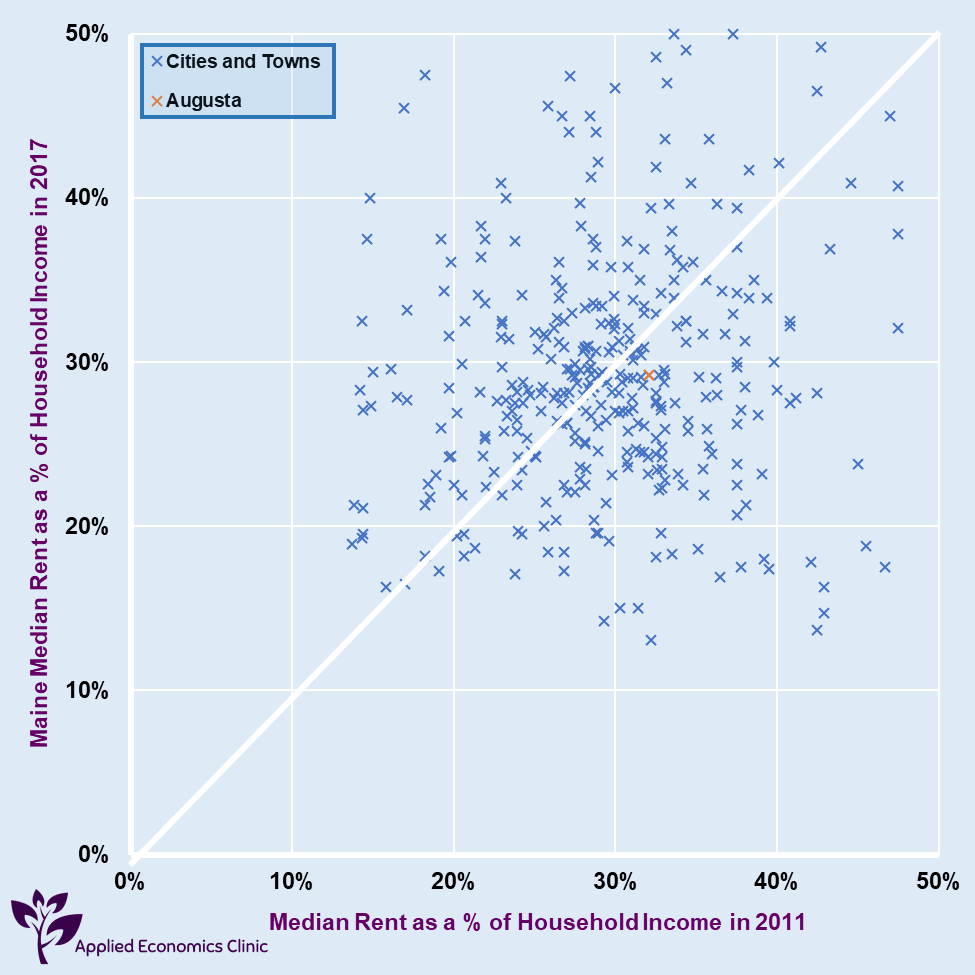 50%
Cities and Towns
Augusta
40%
30%
20%
10%
0%
Maine Median Rent as a % of Household Income in 2017
0%
10%
20%
30%
40%
50%
Median Rent as a % of Household Income in 2011
Applied Economics Clinic